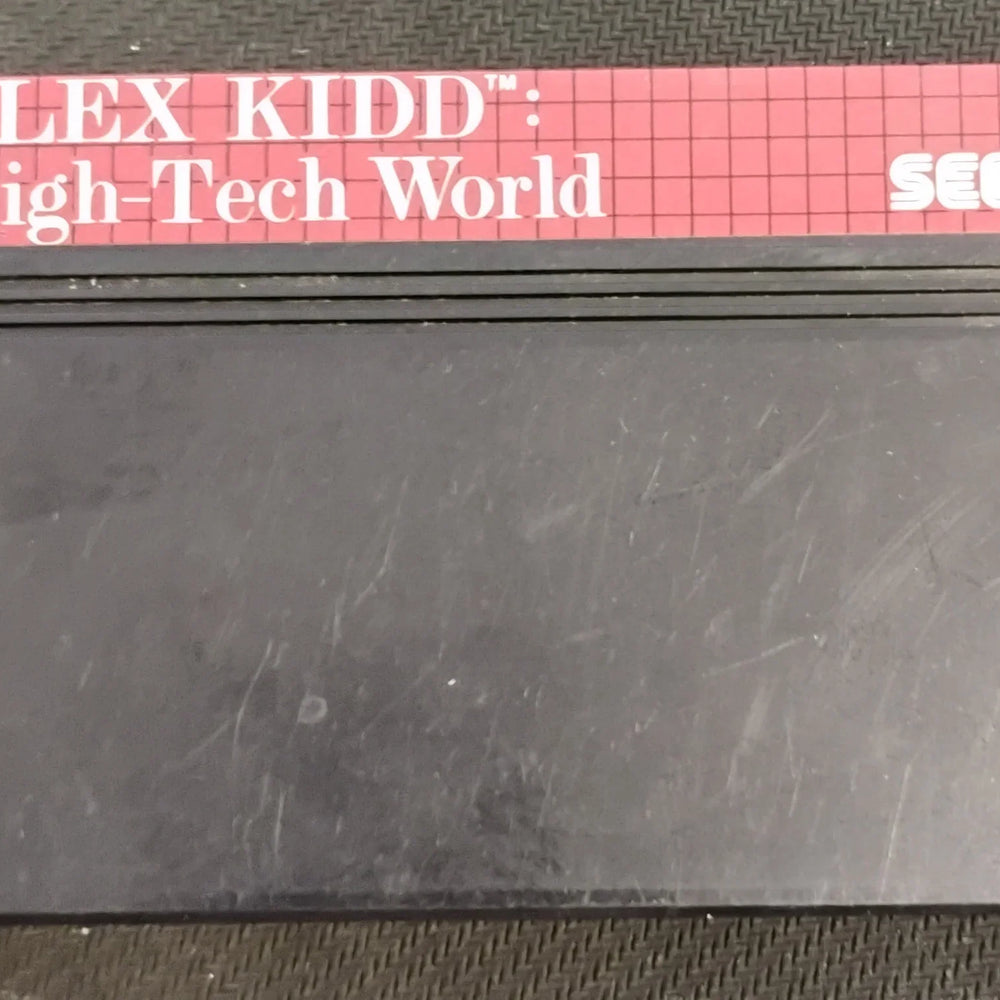 LEX KIDD™:
igh-Tech World
SEG